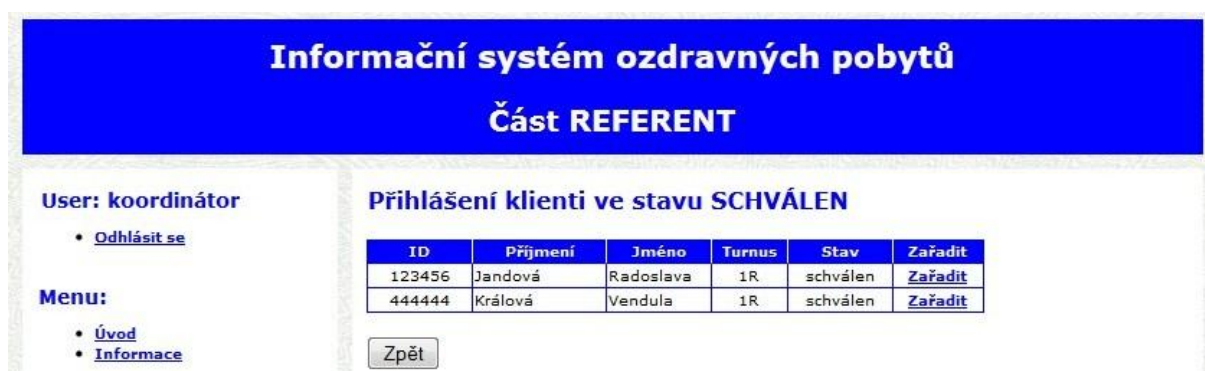 Informační systém ozdravných pobytů
Část REFERENT
User: koordinátor
Odhlásit se
Menu:
Úvod
Informace
Přihlášení klienti ve stavu SCHVÁLEN
ID Příjmení Jméno Turnus Stav Zařadit
123456 Jandová Radoslava 1R schválen Zařadit
444444 Králová Vendula 1R schválen Zařadit
Zpět